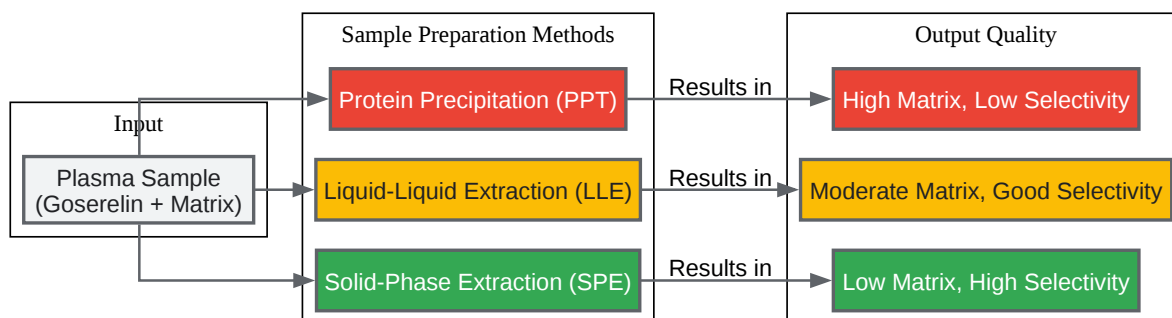 Sample Preparation Methods
Output Quality
Input
Plasma Sample
(Goserelin + Matrix)
Protein Precipitation (PPT)
Results in
High Matrix, Low Selectivity
Liquid-Liquid Extraction (LLE)
Results in
Moderate Matrix, Good Selectivity
Solid-Phase Extraction (SPE)
Results in
Low Matrix, High Selectivity